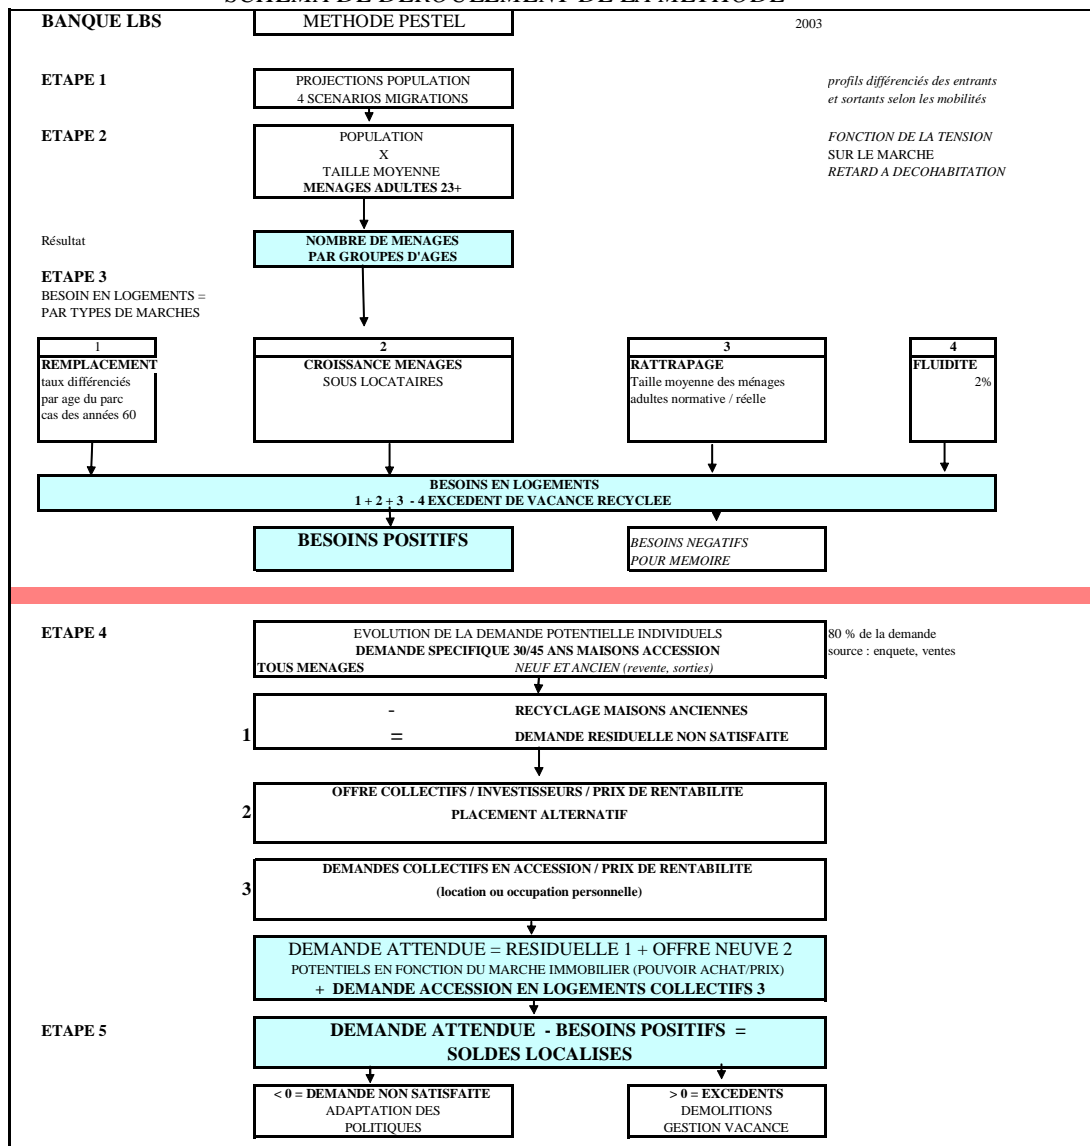 SCHEMA DE DEROULEMENT DE LA METHODE
BANQUE LBS
METHODE PESTEL
2003
ETAPE 1
PROJECTIONS POPULATION
4 SCENARIOS MIGRATIONS
profils différenciés des entrants
et sortants selon les mobilités
ETAPE 2
POPULATION
X
TAILLE MOYENNE
MENAGES ADULTES 23+
FONCTION DE LA TENSION
SUR LE MARCHE
RETARD A DECOHABITATION
Résultat
NOMBRE DE MENAGES
PAR GROUPES D'AGES
ETAPE 3
BESOIN EN LOGEMENTS =
PAR TYPES DE MARCHES
1
REMPLACEMENT
taux différenciés
par age du parc
cas des années 60
2
CROISSANCE MENAGES
SOUS LOCATAIRES
3
RATTRAPAGE
Taille moyenne des ménages
adultes normative / réelle
4
FLUIDITE
2%
BESOINS EN LOGEMENTS
1 + 2 + 3 - 4 EXCEDENT DE VACANCE RECYCLEE
BESOINS POSITIFS
BESOINS NEGATIFS
POUR MEMOIRE
ETAPE 4
EVOLUTION DE LA DEMANDE POTENTIELLE INDIVIDUELS
DEMANDE SPECIFIQUE 30/45 ANS MAISONS ACCESSION
TOUS MENAGES NEUF ET ANCIEN (revente, sorties)
80 % de la demande
source : enquete, ventes
- RECYCLAGE MAISONS ANCIENNES
1 = DEMANDE RESIDUELLE NON SATISFAITE
OFFRE COLLECTIFS / INVESTISSEURS / PRIX DE RENTABILITE
2 PLACEMENT ALTERNATIF
DEMANDES COLLECTIFS EN ACCESSION / PRIX DE RENTABILITE
3 (location ou occupation personnelle)
DEMANDE ATTENDUE = RESIDUELLE 1 + OFFRE NEUVE 2
POTENTIELS EN FONCTION DU MARCHE IMMOBILIER (POUVOIR ACHAT/PRIX)
+ DEMANDE ACCESSION EN LOGEMENTS COLLECTIFS 3
ETAPE 5
DEMANDE ATTENDUE - BESOINS POSITIFS =
SOLDES LOCALISES
< 0 = DEMANDE NON SATISFAITE
ADAPTATION DES
POLITIQUES
> 0 = EXCEDENTS
DEMOLITIONS
GESTION VACANCE